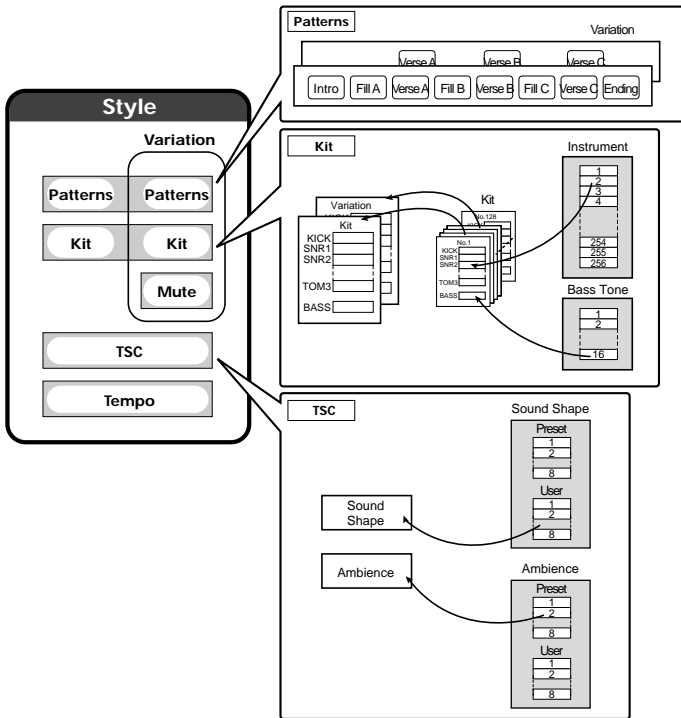 Style
Variation
Patterns Patterns
Kit Kit
Mute
TSC
Tempo
Patterns
Variation
Verse A Verse B Verse C
Intro Fill A Verse A Fill B Verse B Fill C Verse C Ending
Kit
Variation
Kit
KICK
SNR1
SNR2
TOM3
BASS
Kit
No.128
No.1
KICK
SNR1
SNR2
TOM3
BASS
Instrument
1
2
3
4
254
255
256
Bass Tone
1
2
16
TSC
Sound
Shape
Ambience
Sound Shape
Preset
1
2
8
User
1
2
8
Ambience
Preset
1
2
8
User
1
2
8